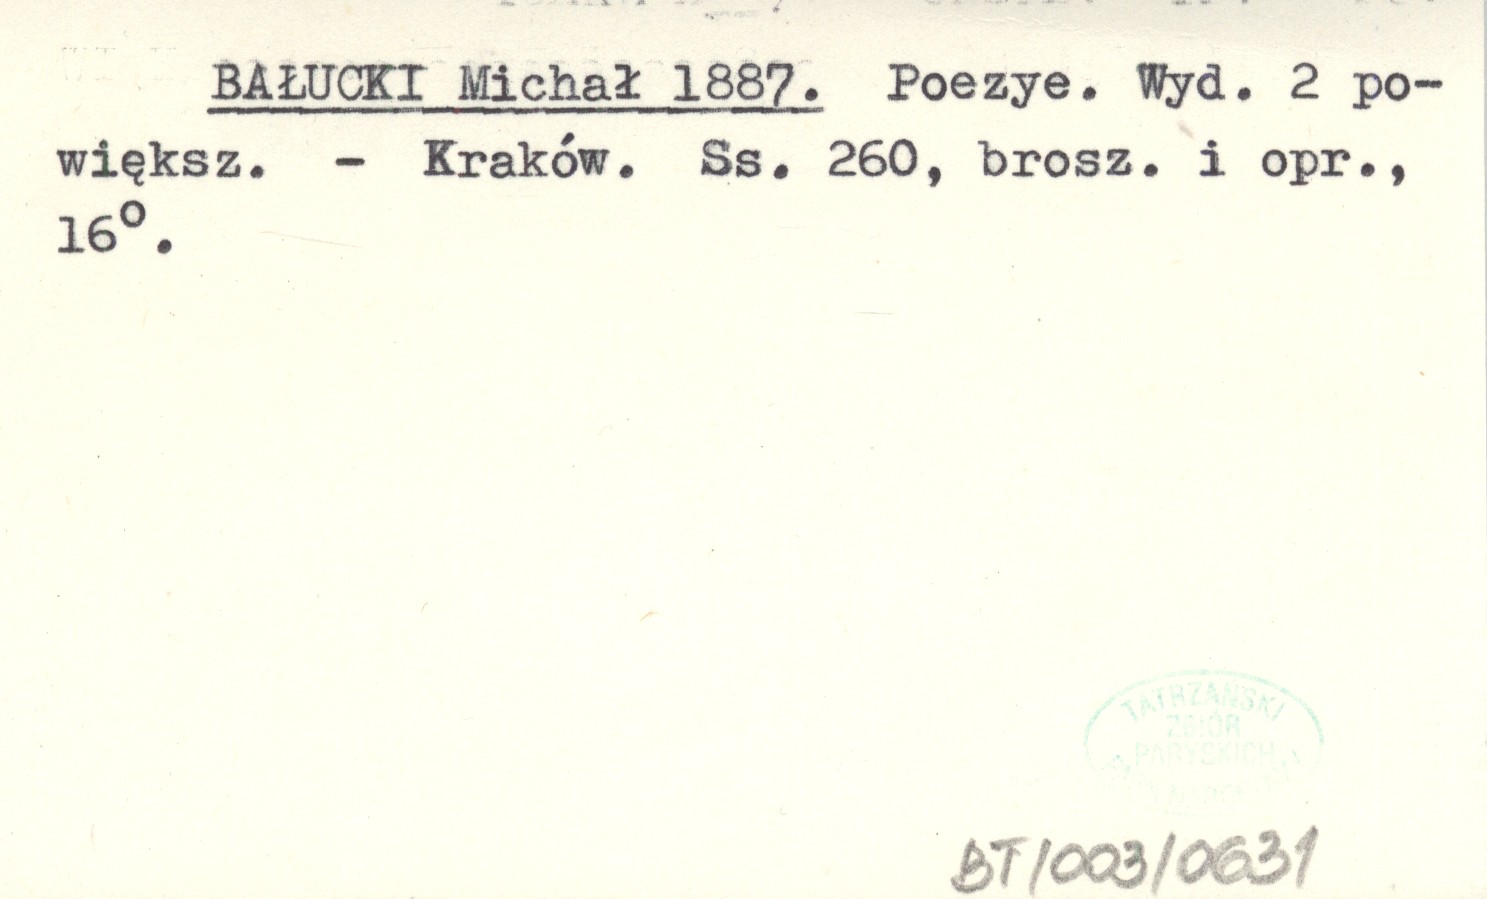 BAŁUCKI Michał 1887. Poezye. Wyd. 2 po-
większ. - Kraków. Ss. 260, brosz. i opr.,
16°.
TATRZAŃSKI
ZBIÓR
PARYSKICH
BT/003/0631